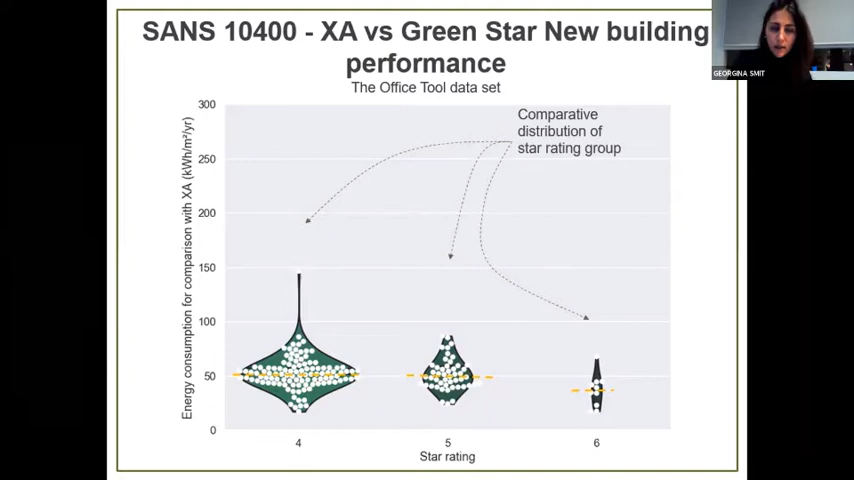 SANS 10400 - XA vs Green Star New building
performance
The Office Tool data set
GEORGINA SMIT
Comparative
distribution of
star rating group
Energy consumption for comparison with XA (kWh/m²/yr)
300
250
200
150
100
50
0
4
5
6
Star rating